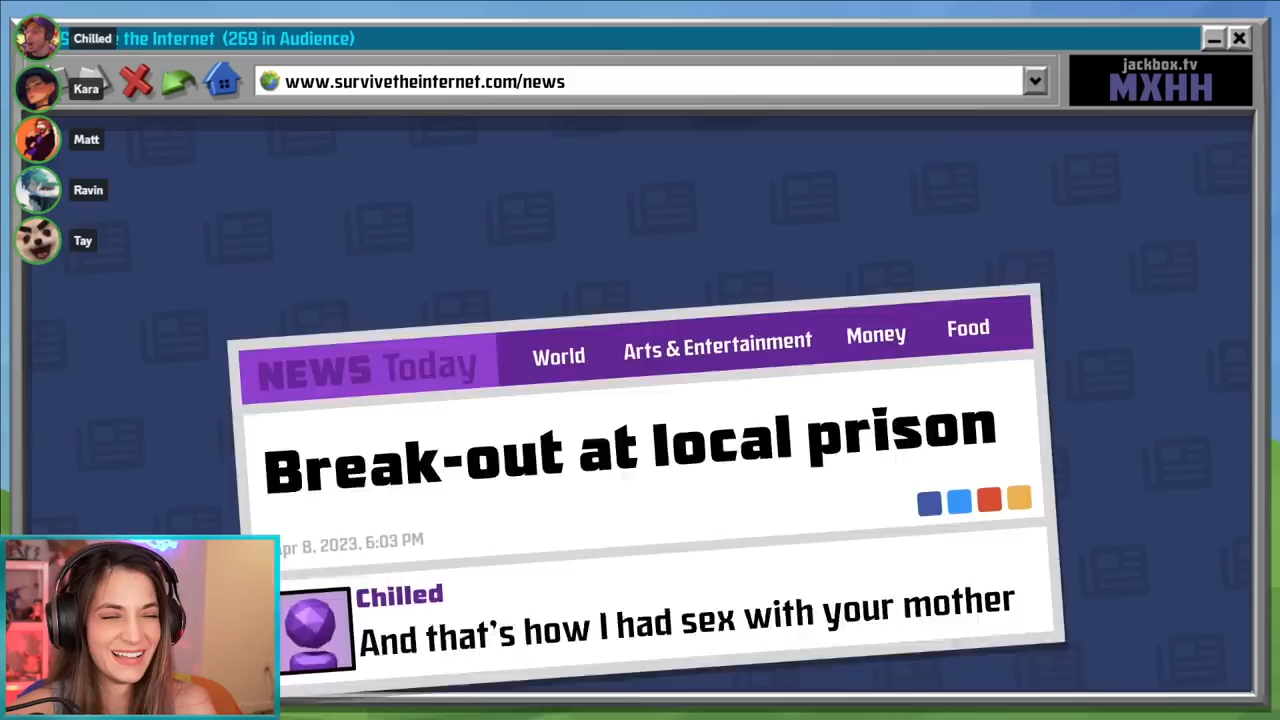 Chilled
the Internet (269 in Audience)
Kara
www.survivetheinternet.com/news
jackbox.tv
MXHH
Matt
Ravin
Tay
NEWS Today
World
Arts & Entertainment
Money
Food
Break-out at local prison
pr 8, 2023, 6:03 PM
Chilled
And that's how I had sex with your mother